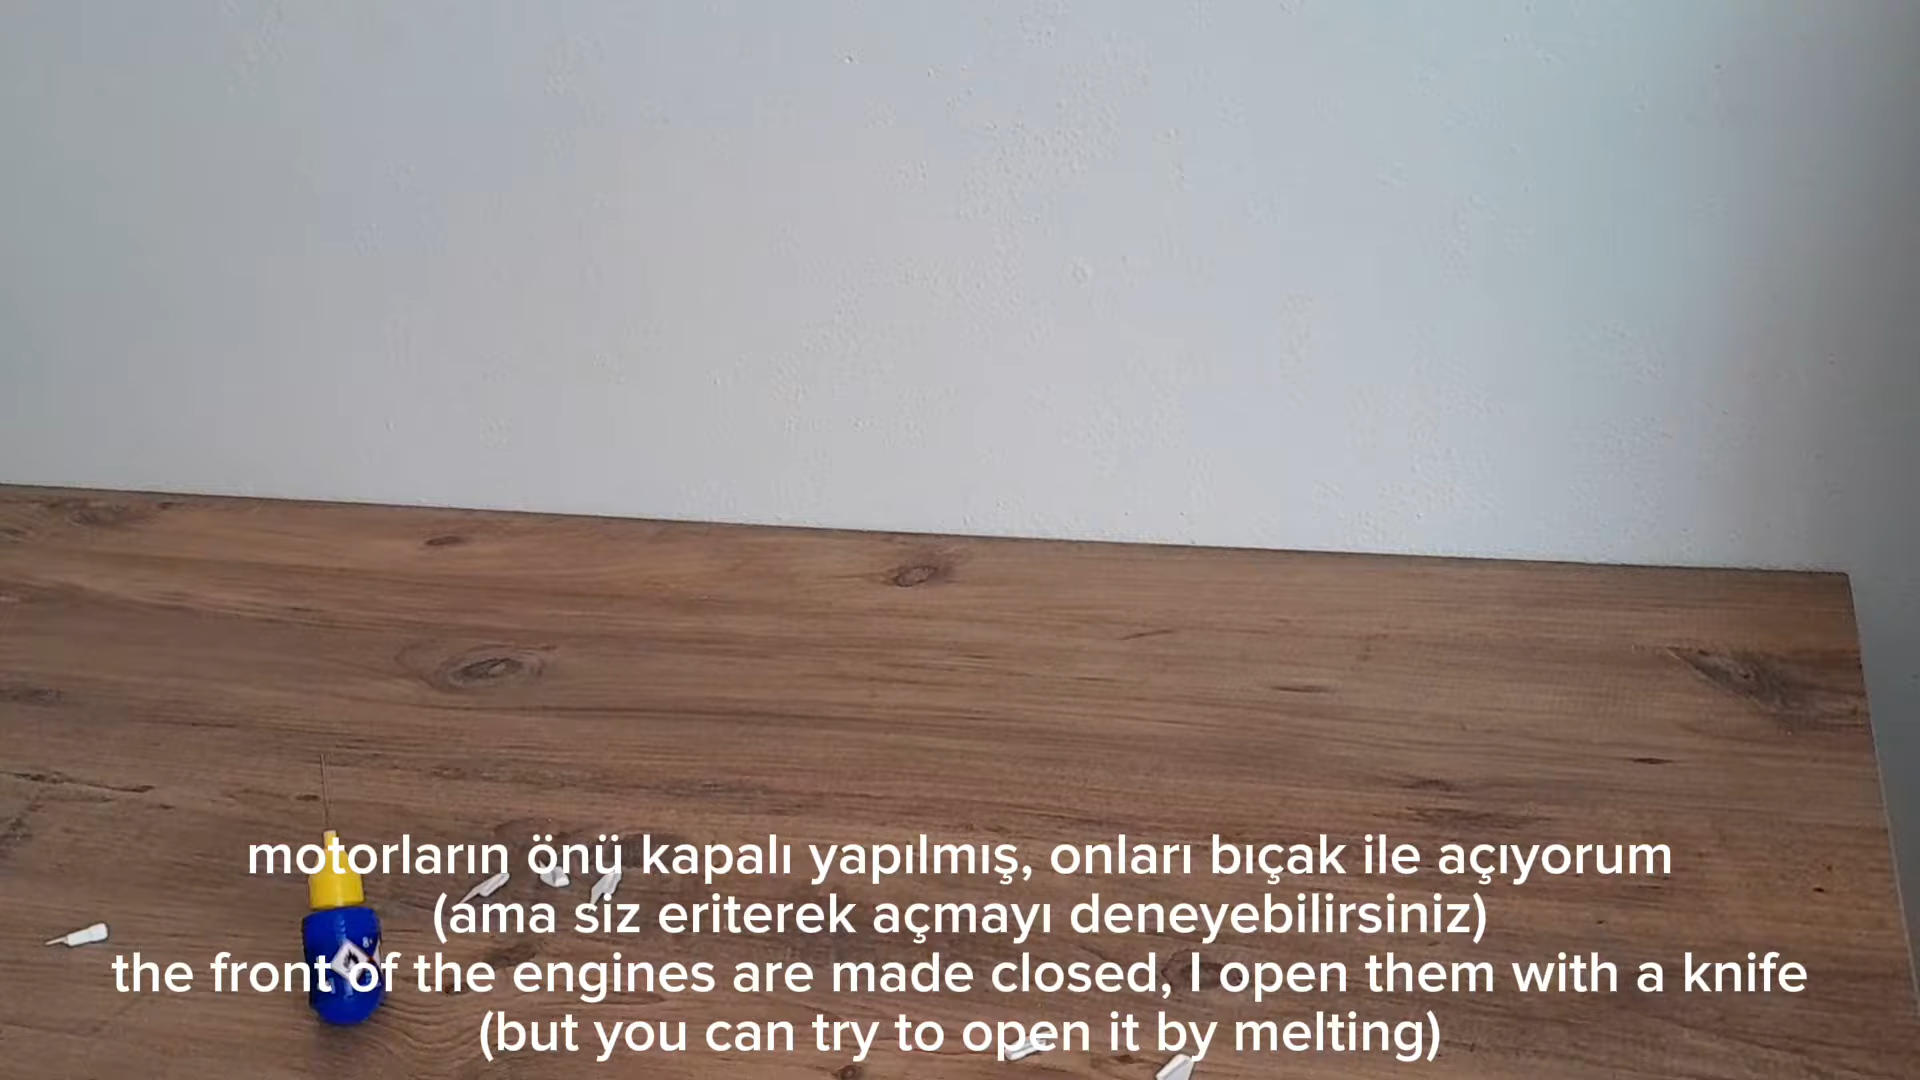 motorların önü kapalı yapılmış, onları bıçak ile açıyorum
(ama siz eriterek açmayı deneyebilirsiniz)
the front of the engines are made closed, I open them with a knife
(but you can try to open it by melting)